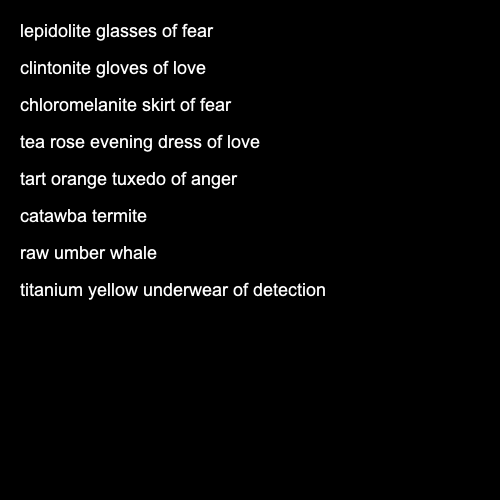 lepidolite glasses of fear
clintonite gloves of love
chloromelanite skirt of fear
tea rose evening dress of love
tart orange tuxedo of anger
catawba termite
raw umber whale
titanium yellow underwear of detection